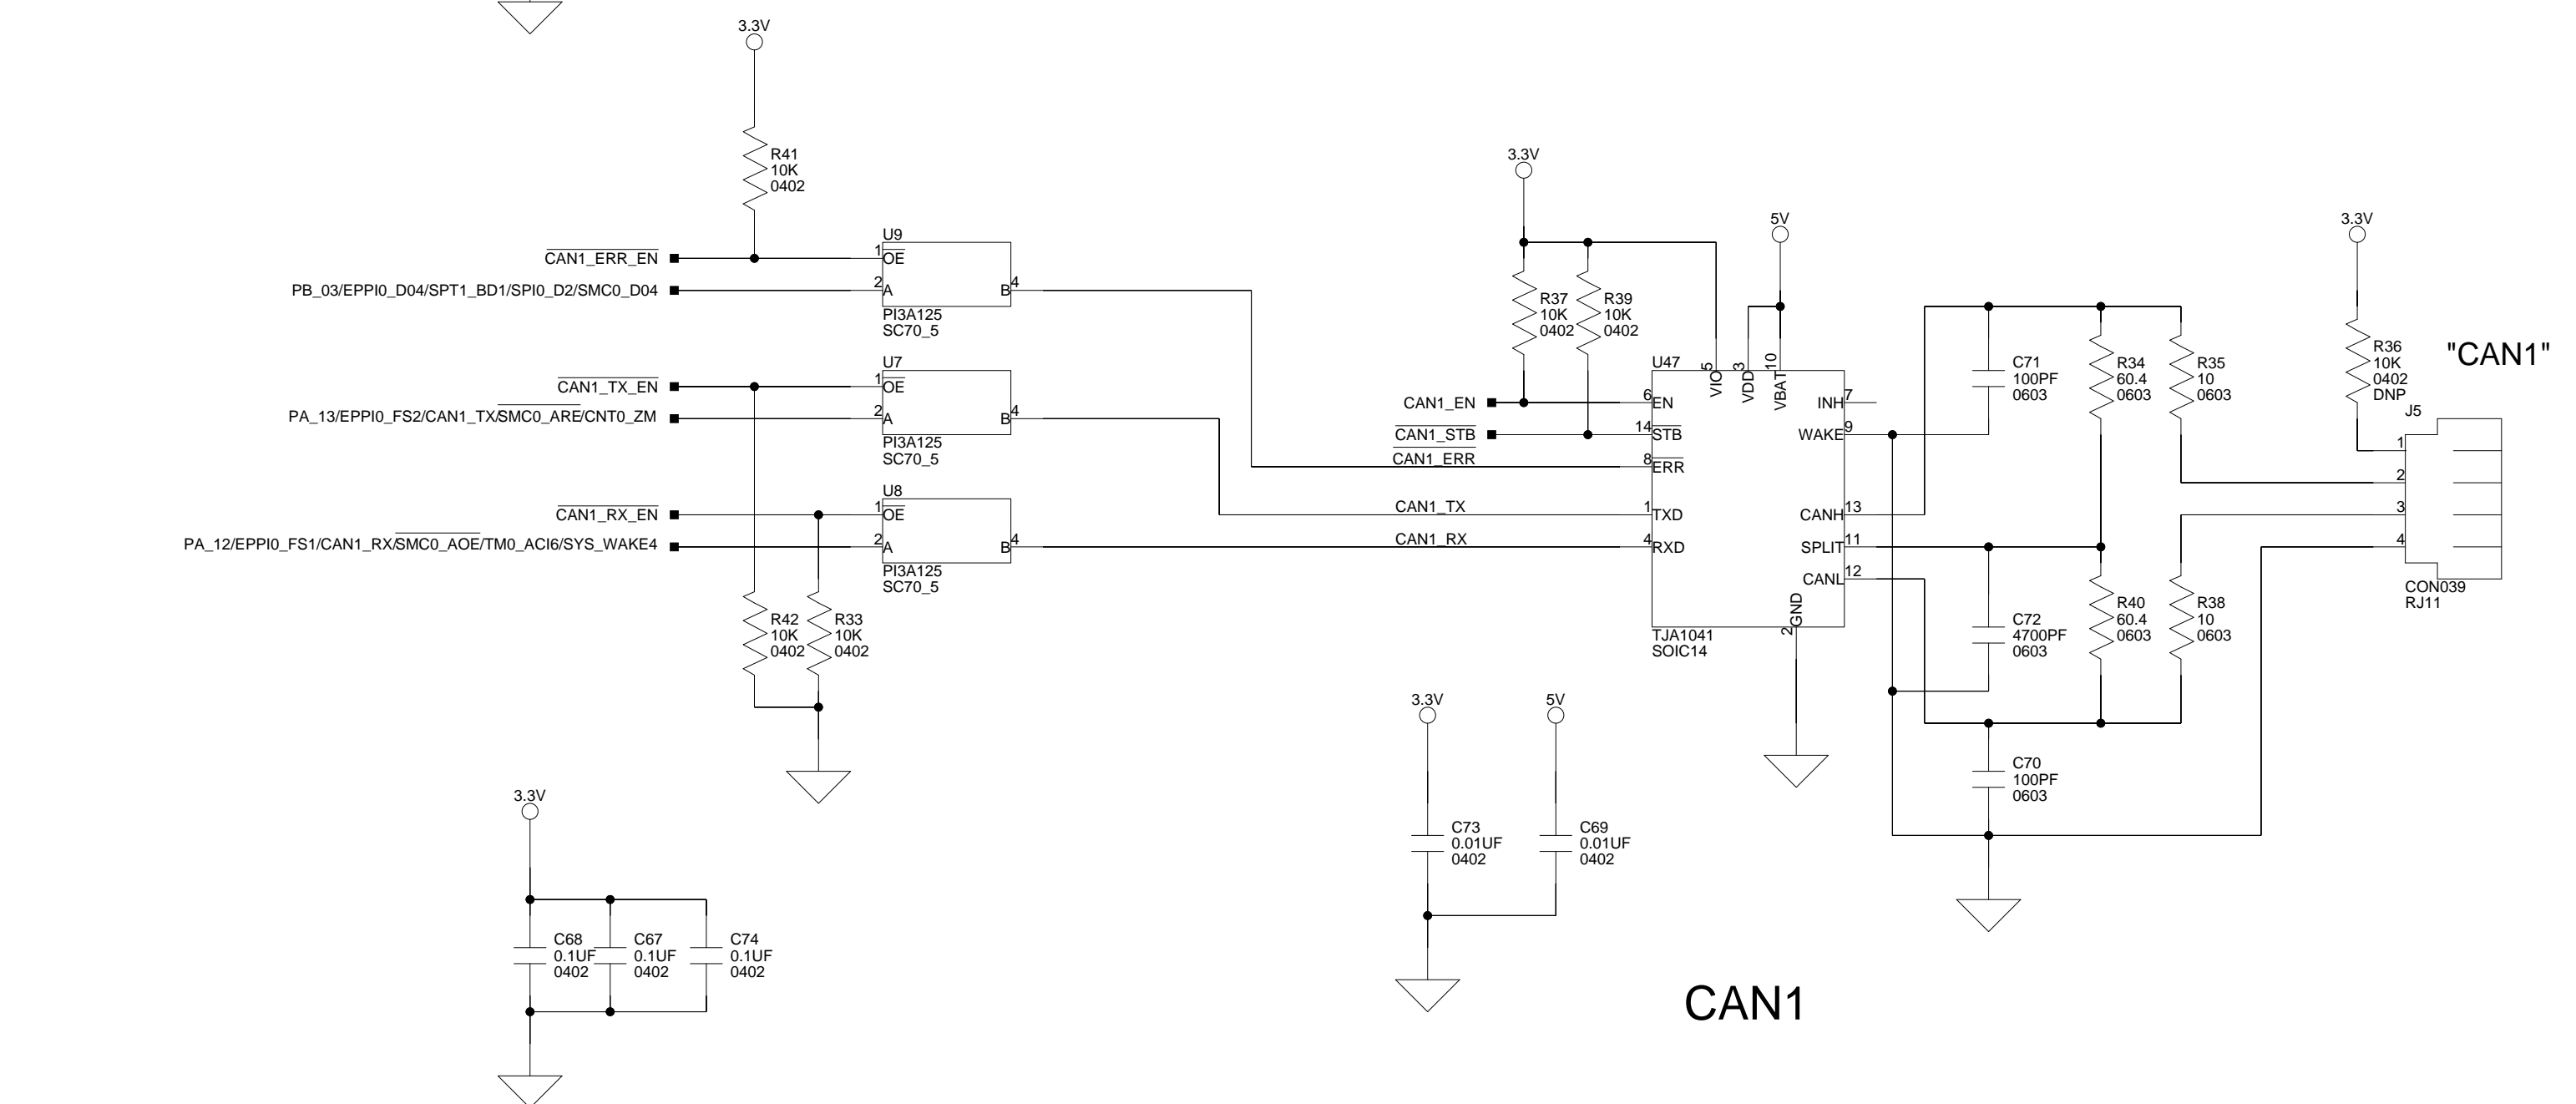 3.3V
R41
10K
0402
CAN1_ERR_EN
PB_03/EPPI0_D04/SPT1_BD1/SPI0_D2/SMC0_D04
U9
1
OE
2
A
B
4
PI3A125
SC70_5
CAN1_TX_EN
PA_13/EPPI0_FS2/CAN1_TX/SMC0_ARE/CNT0_ZM
U7
1
OE
2
A
B
4
PI3A125
SC70_5
CAN1_RX_EN
PA_12/EPPI0_FS1/CAN1_RX/SMC0_AOE/TM0_ACI6/SYS_WAKE4
U8
1
OE
2
A
B
4
PI3A125
SC70_5
R42
10K
0402
R33
10K
0402
3.3V
C68
0.1UF
0402
C67
0.1UF
0402
C74
0.1UF
0402
3.3V
R37
10K
0402
R39
10K
0402
5V
CAN1_EN
CAN1_STB
CAN1_ERR
CAN1_TX
CAN1_RX
U47
5
VIO
3
VDD
10
VBAT
6
EN
14
STB
8
ERR
1
TXD
4
RXD
INH
7
WAKE
9
CANH
13
SPLIT
11
CANL
12
2
GND
TJA1041
SOIC14
3.3V
C73
0.01UF
0402
5V
C69
0.01UF
0402
C71
100PF
0603
R34
60.4
0603
R35
10
0603
C72
4700PF
0603
R40
60.4
0603
R38
10
0603
C70
100PF
0603
3.3V
R36
10K
0402
DNP
"CAN1"
J5
1
2
3
4
CON039
RJ11
CAN1